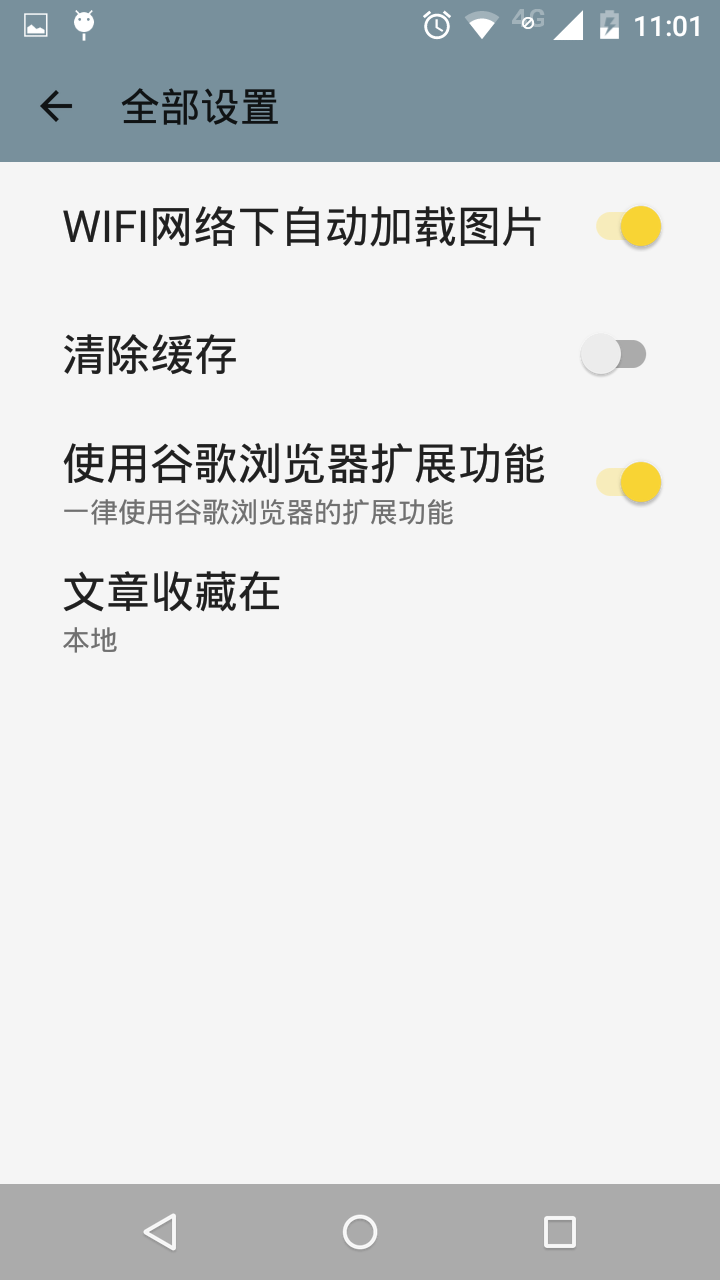 4G 11:01
全部设置
WIFI网络下自动加载图片
清除缓存
使用谷歌浏览器扩展功能
一律使用谷歌浏览器的扩展功能
文章收藏在
本地